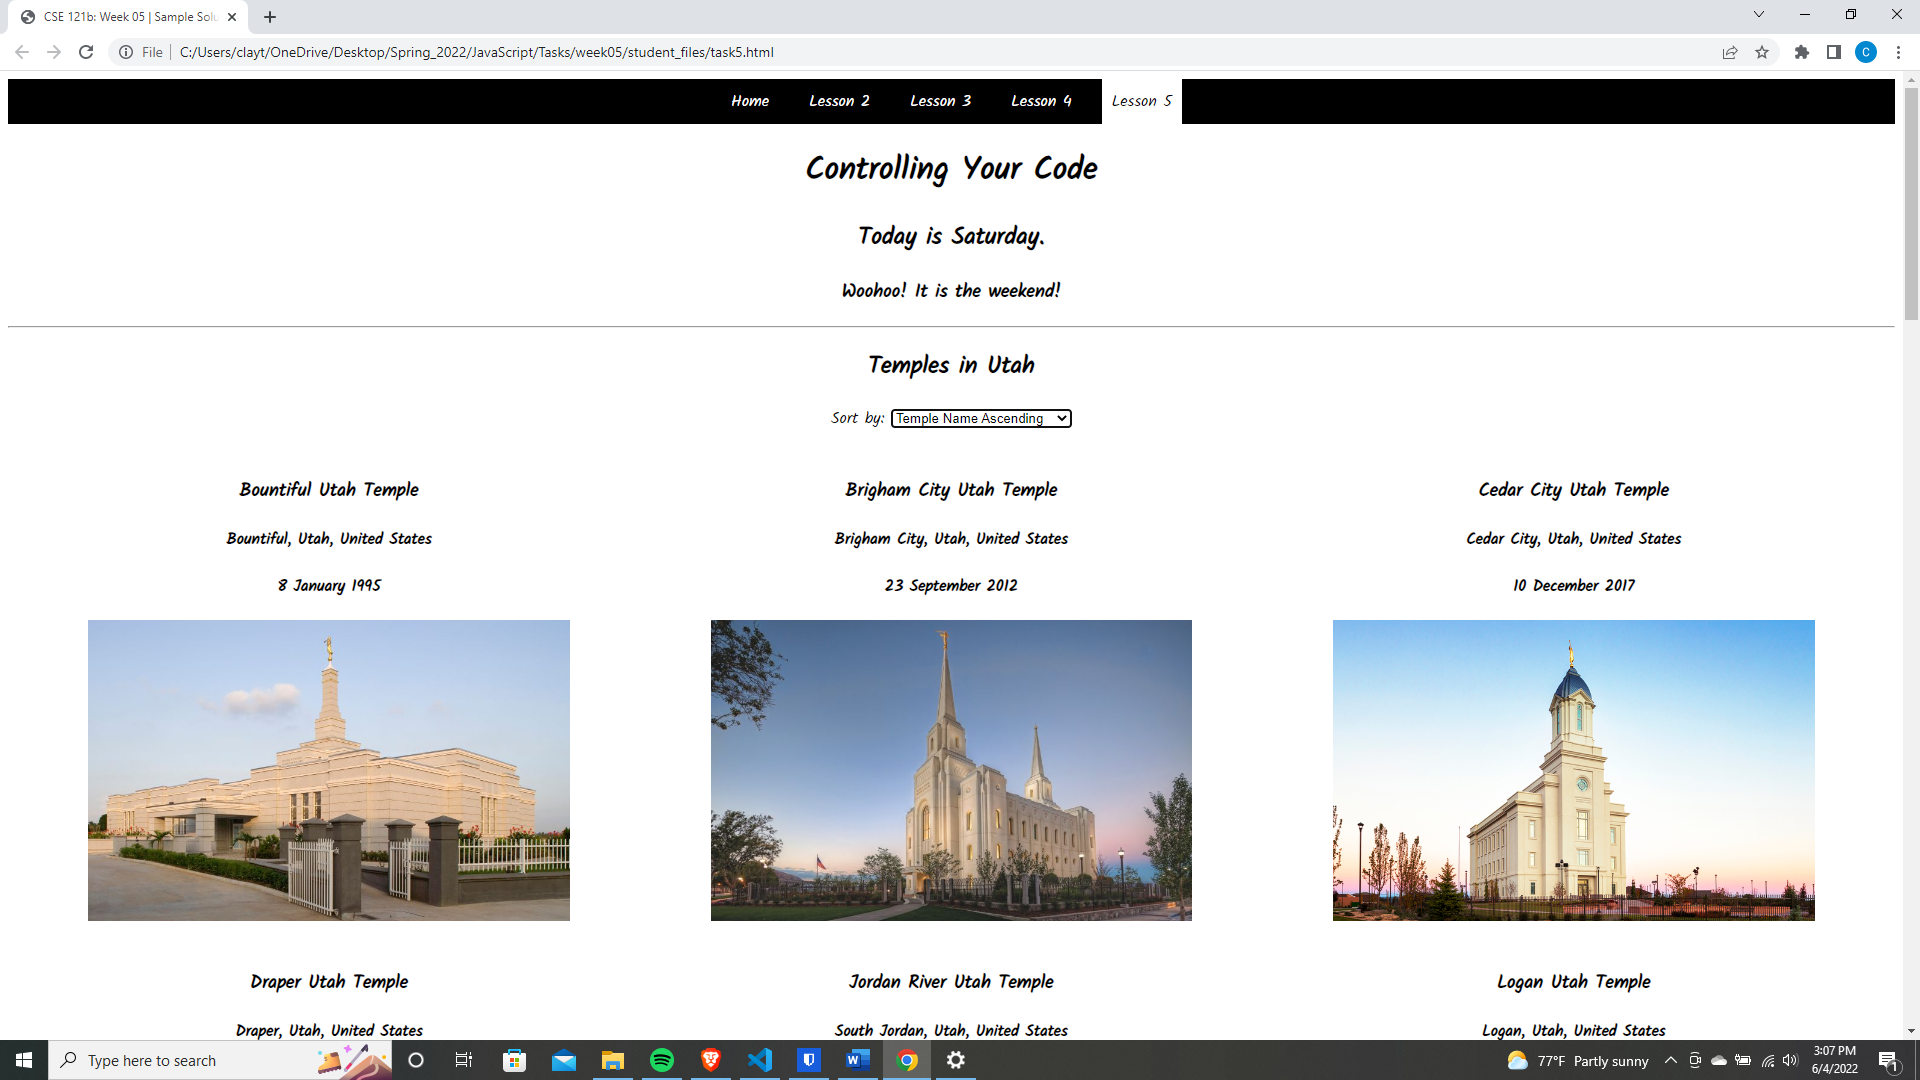 CSE 121b: Week 05 | Sample Solu
File
C:/Users/clayt/OneDrive/Desktop/Spring_2022/JavaScript/Tasks/week05/student_files/task5.html
C
Home Lesson 2 Lesson 3 Lesson 4 Lesson 5
Controlling Your Code
Today is Saturday.
Woohoo! It is the weekend!
Temples in Utah
Sort by: Temple Name Ascending
Bountiful Utah Temple
Bountiful, Utah, United States
8 January 1995
Brigham City Utah Temple
Brigham City, Utah, United States
23 September 2012
Cedar City Utah Temple
Cedar City, Utah, United States
10 December 2017
Draper Utah Temple
Draper, Utah, United States
Jordan River Utah Temple
South Jordan, Utah, United States
Logan Utah Temple
Logan, Utah, United States
Type here to search
W
77°F Partly sunny
3:07 PM
6/4/2022
1